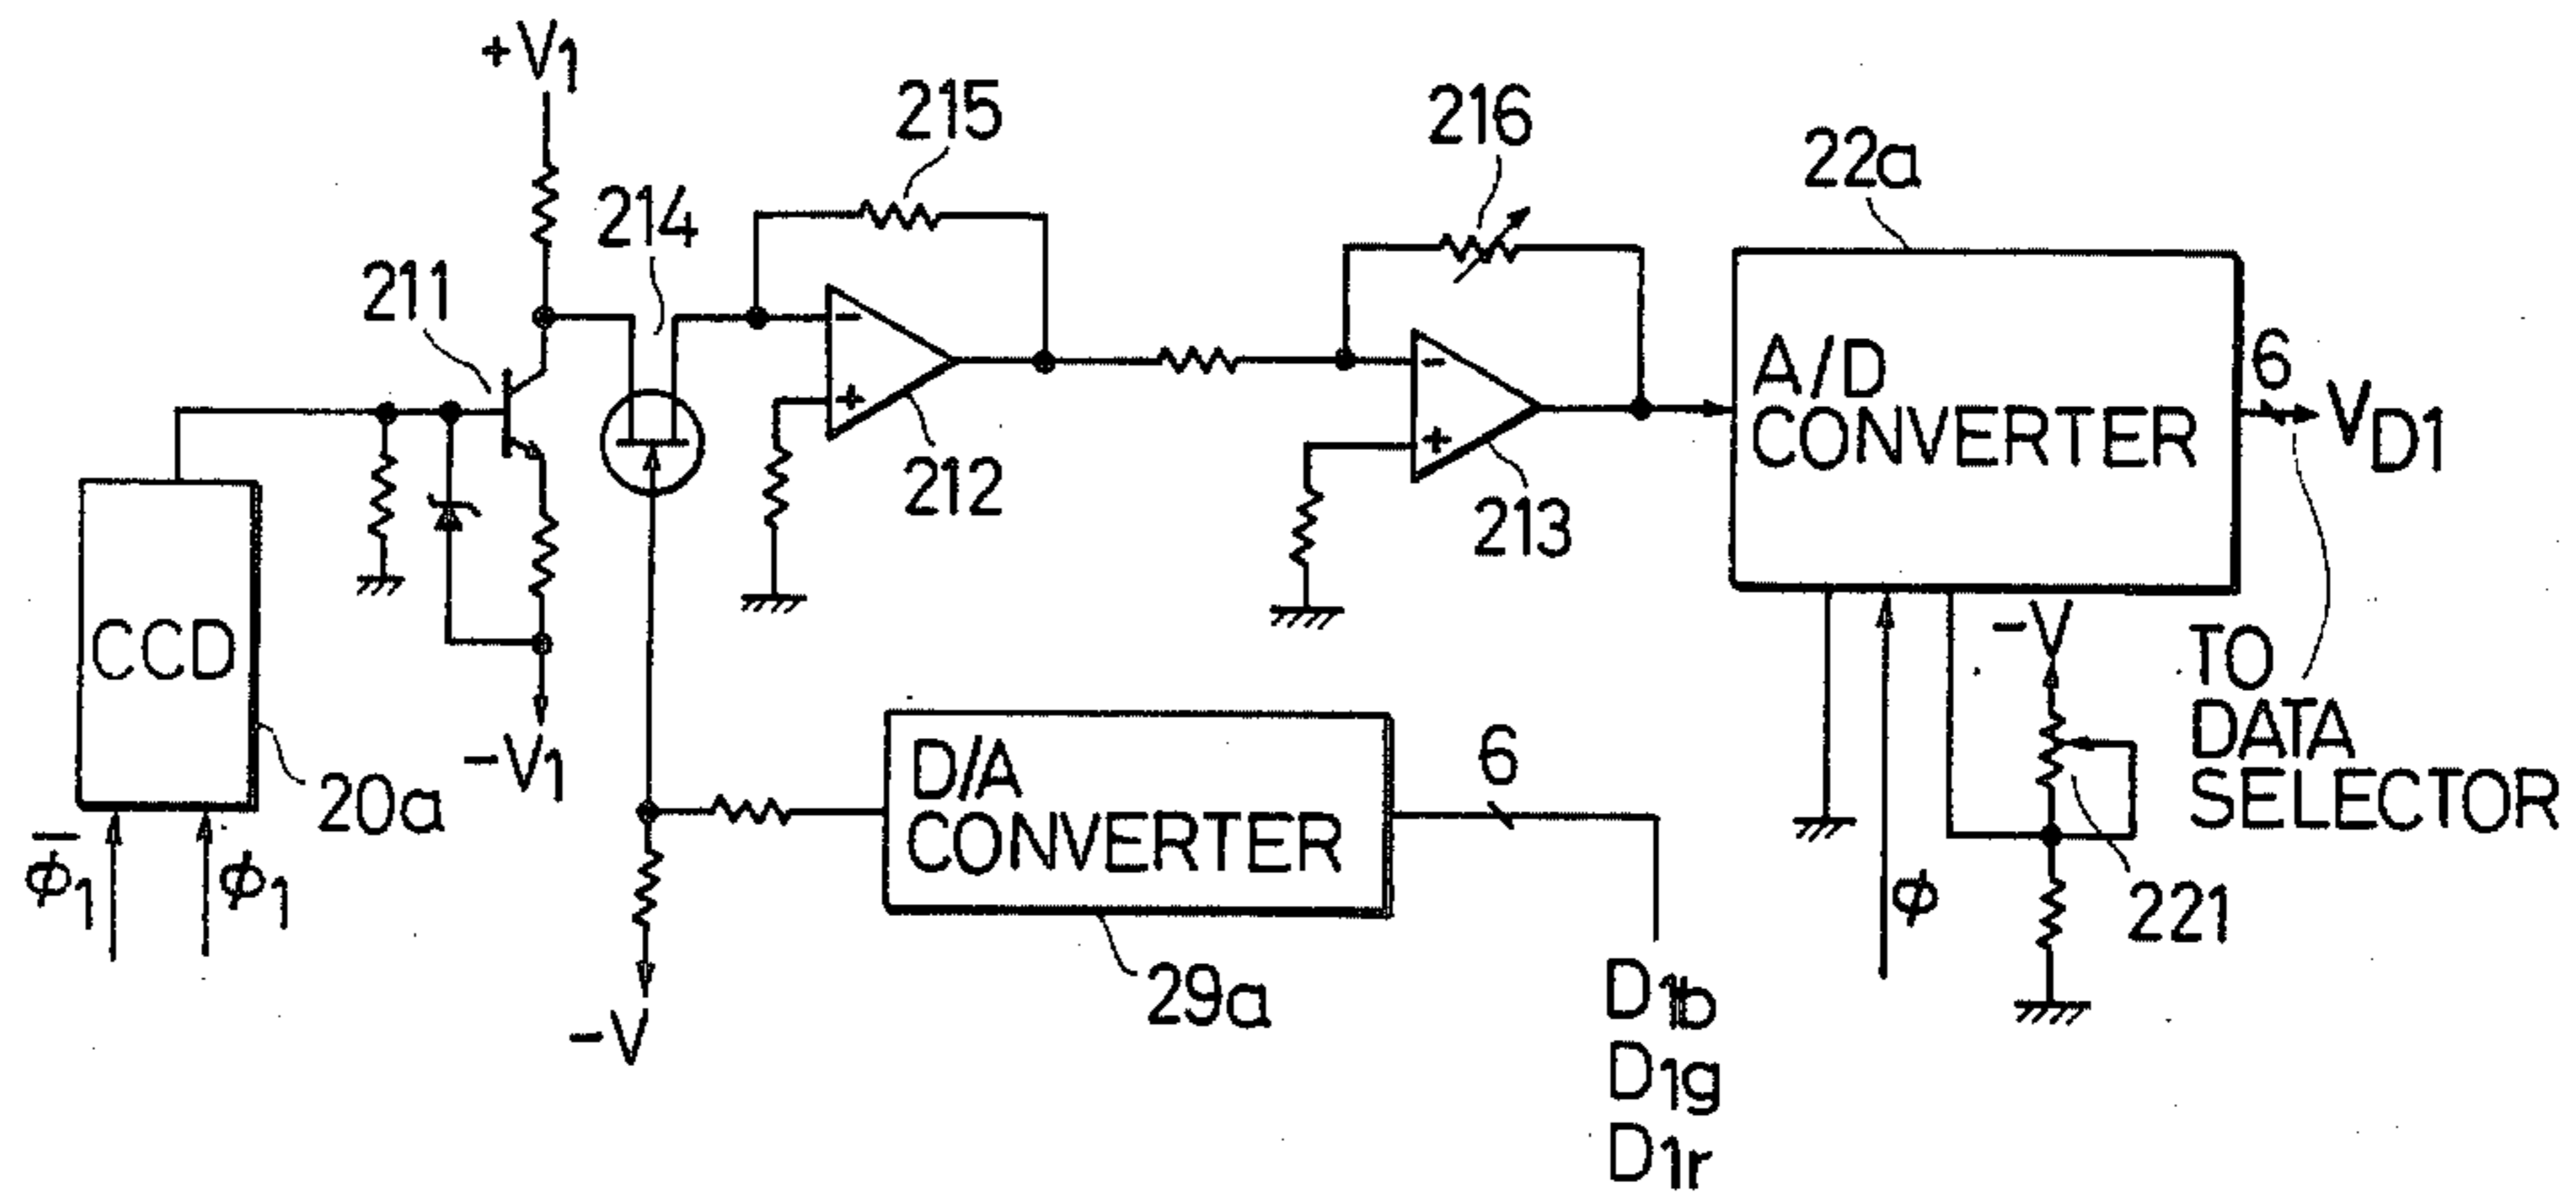 +V1
215
216
22a
214
211
A/D
CONVERTER
6
VD1
-
+
212
-
+
213
CCD
20a
-V1
ϕ̅1
ϕ1
D/A
CONVERTER
6
29a
-V
D1b
D1g
D1r
ϕ
-V
221
TO
DATA
SELECTOR